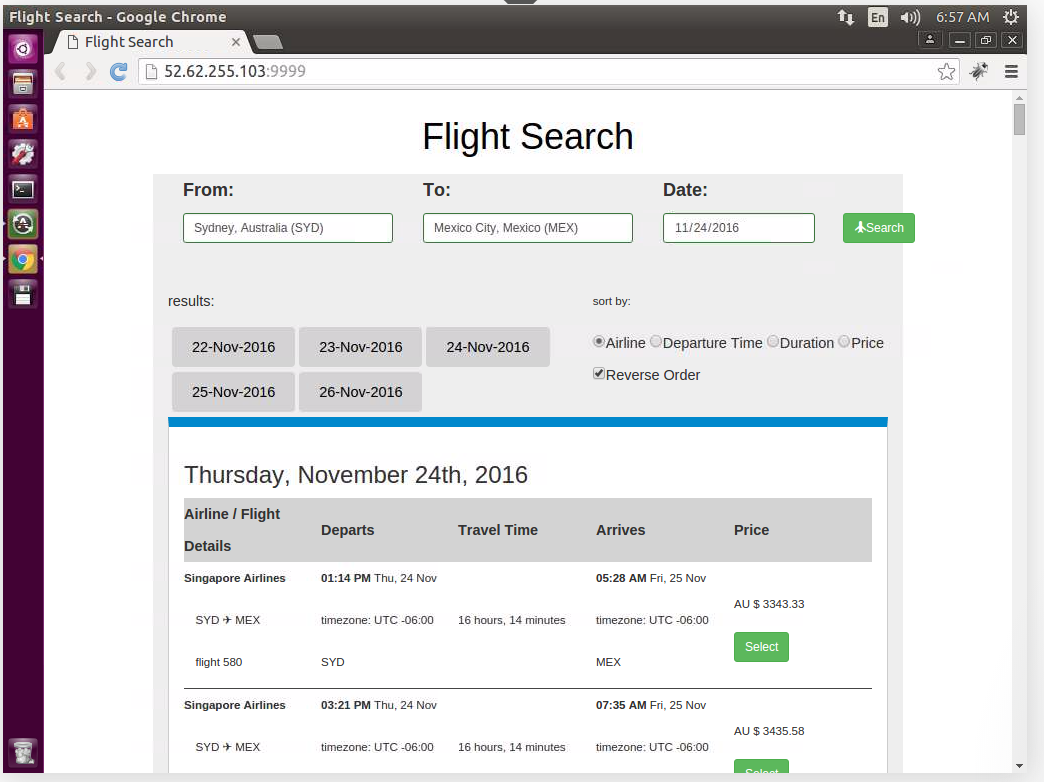 Flight Search - Google Chrome
En
6:57 AM
Flight Search
52.62.255.103:9999
Flight Search
From:
To:
Date:
Sydney, Australia (SYD)
Mexico City, Mexico (MEX)
11/24/2016
Search
results:
sort by:
22-Nov-2016
23-Nov-2016
24-Nov-2016
Airline Departure Time Duration Price
Reverse Order
25-Nov-2016
26-Nov-2016
Thursday, November 24th, 2016
Airline / Flight
Details
Departs
Travel Time
Arrives
Price
Singapore Airlines
01:14 PM Thu, 24 Nov
05:28 AM Fri, 25 Nov
AU $ 3343.33
SYD ✈ MEX
timezone: UTC -06:00
16 hours, 14 minutes
timezone: UTC -06:00
Select
flight 580
SYD
MEX
Singapore Airlines
03:21 PM Thu, 24 Nov
07:35 AM Fri, 25 Nov
AU $ 3435.58
SYD ✈ MEX
timezone: UTC -06:00
16 hours, 14 minutes
timezone: UTC -06:00
Select